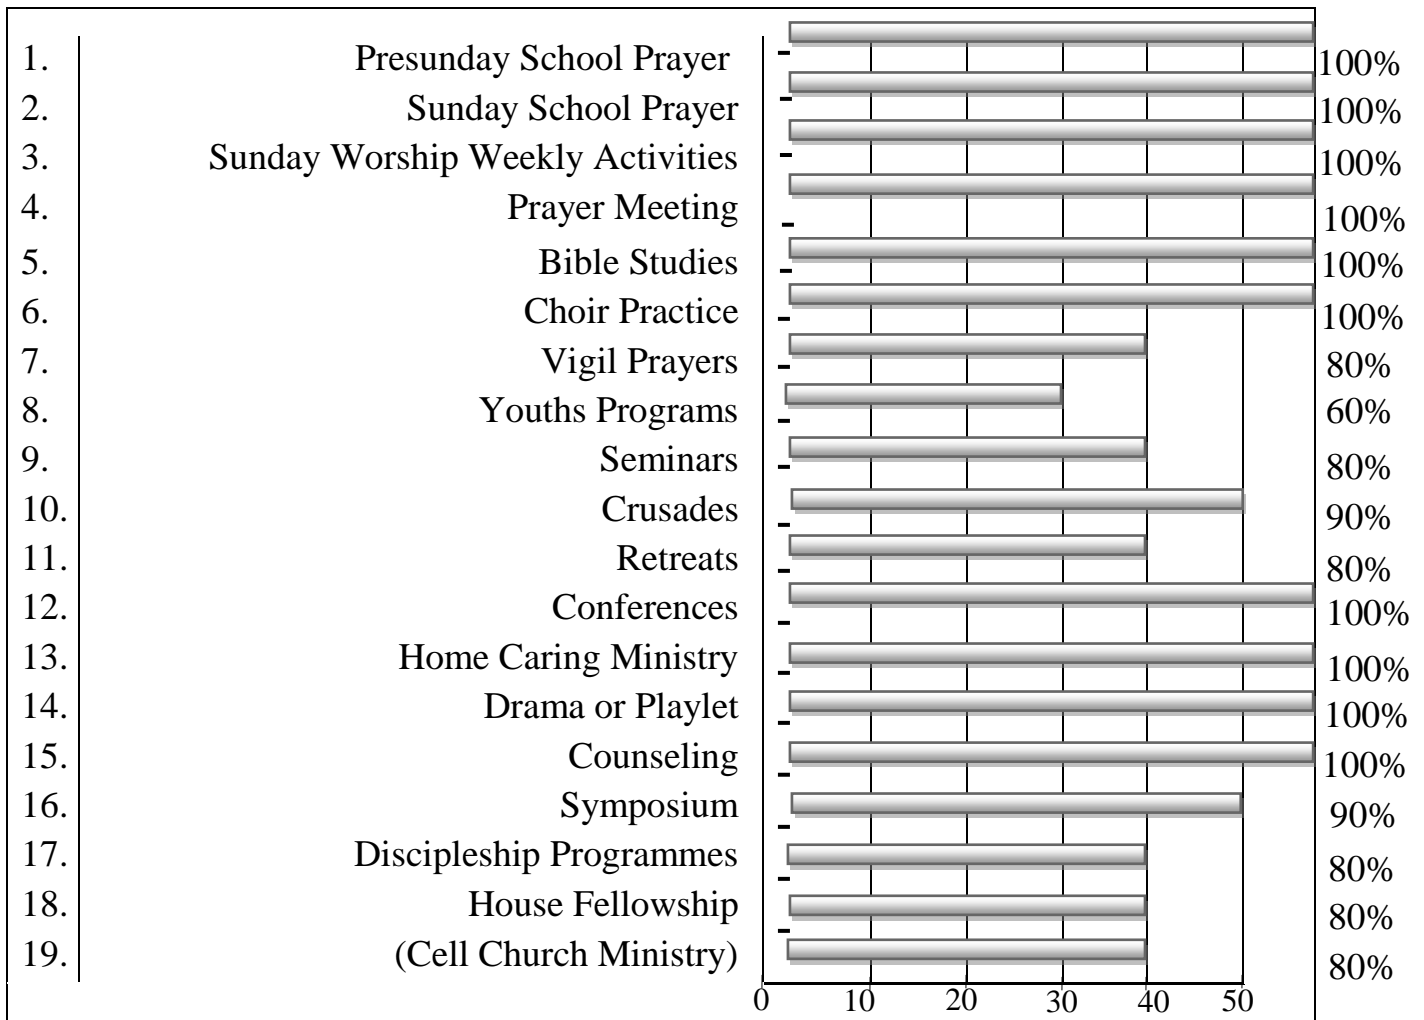 1. Presunday School Prayer 100%
2. Sunday School Prayer 100%
3. Sunday Worship Weekly Activities 100%
4. Prayer Meeting 100%
5. Bible Studies 100%
6. Choir Practice 100%
7. Vigil Prayers 80%
8. Youths Programs 60%
9. Seminars 80%
10. Crusades 90%
11. Retreats 80%
12. Conferences 100%
13. Home Caring Ministry 100%
14. Drama or Playlet 100%
15. Counseling 100%
16. Symposium 90%
17. Discipleship Programmes 80%
18. House Fellowship 80%
19. (Cell Church Ministry) 80%
0 10 20 30 40 50